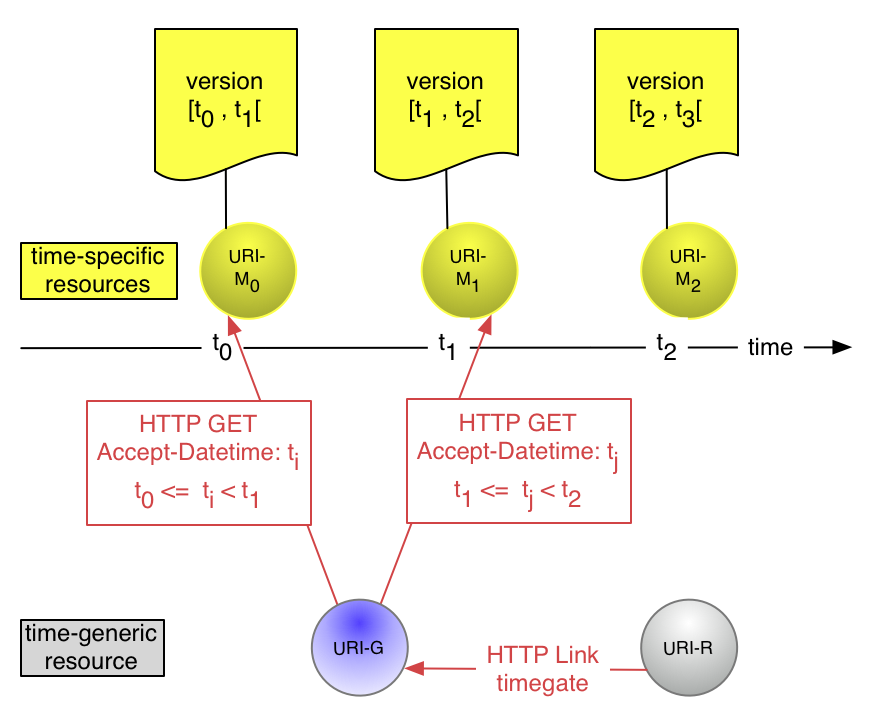 version
[t0 , t1[
version
[t1 , t2[
version
[t2 , t3[
time-specific
resources
URI-
M0
URI-
M1
URI-
M2
t0
t1
t2
time
HTTP GET
Accept-Datetime: ti
t0 <= ti < t1
HTTP GET
Accept-Datetime: tj
t1 <= tj < t2
time-generic
resource
URI-G
HTTP Link
timegate
URI-R